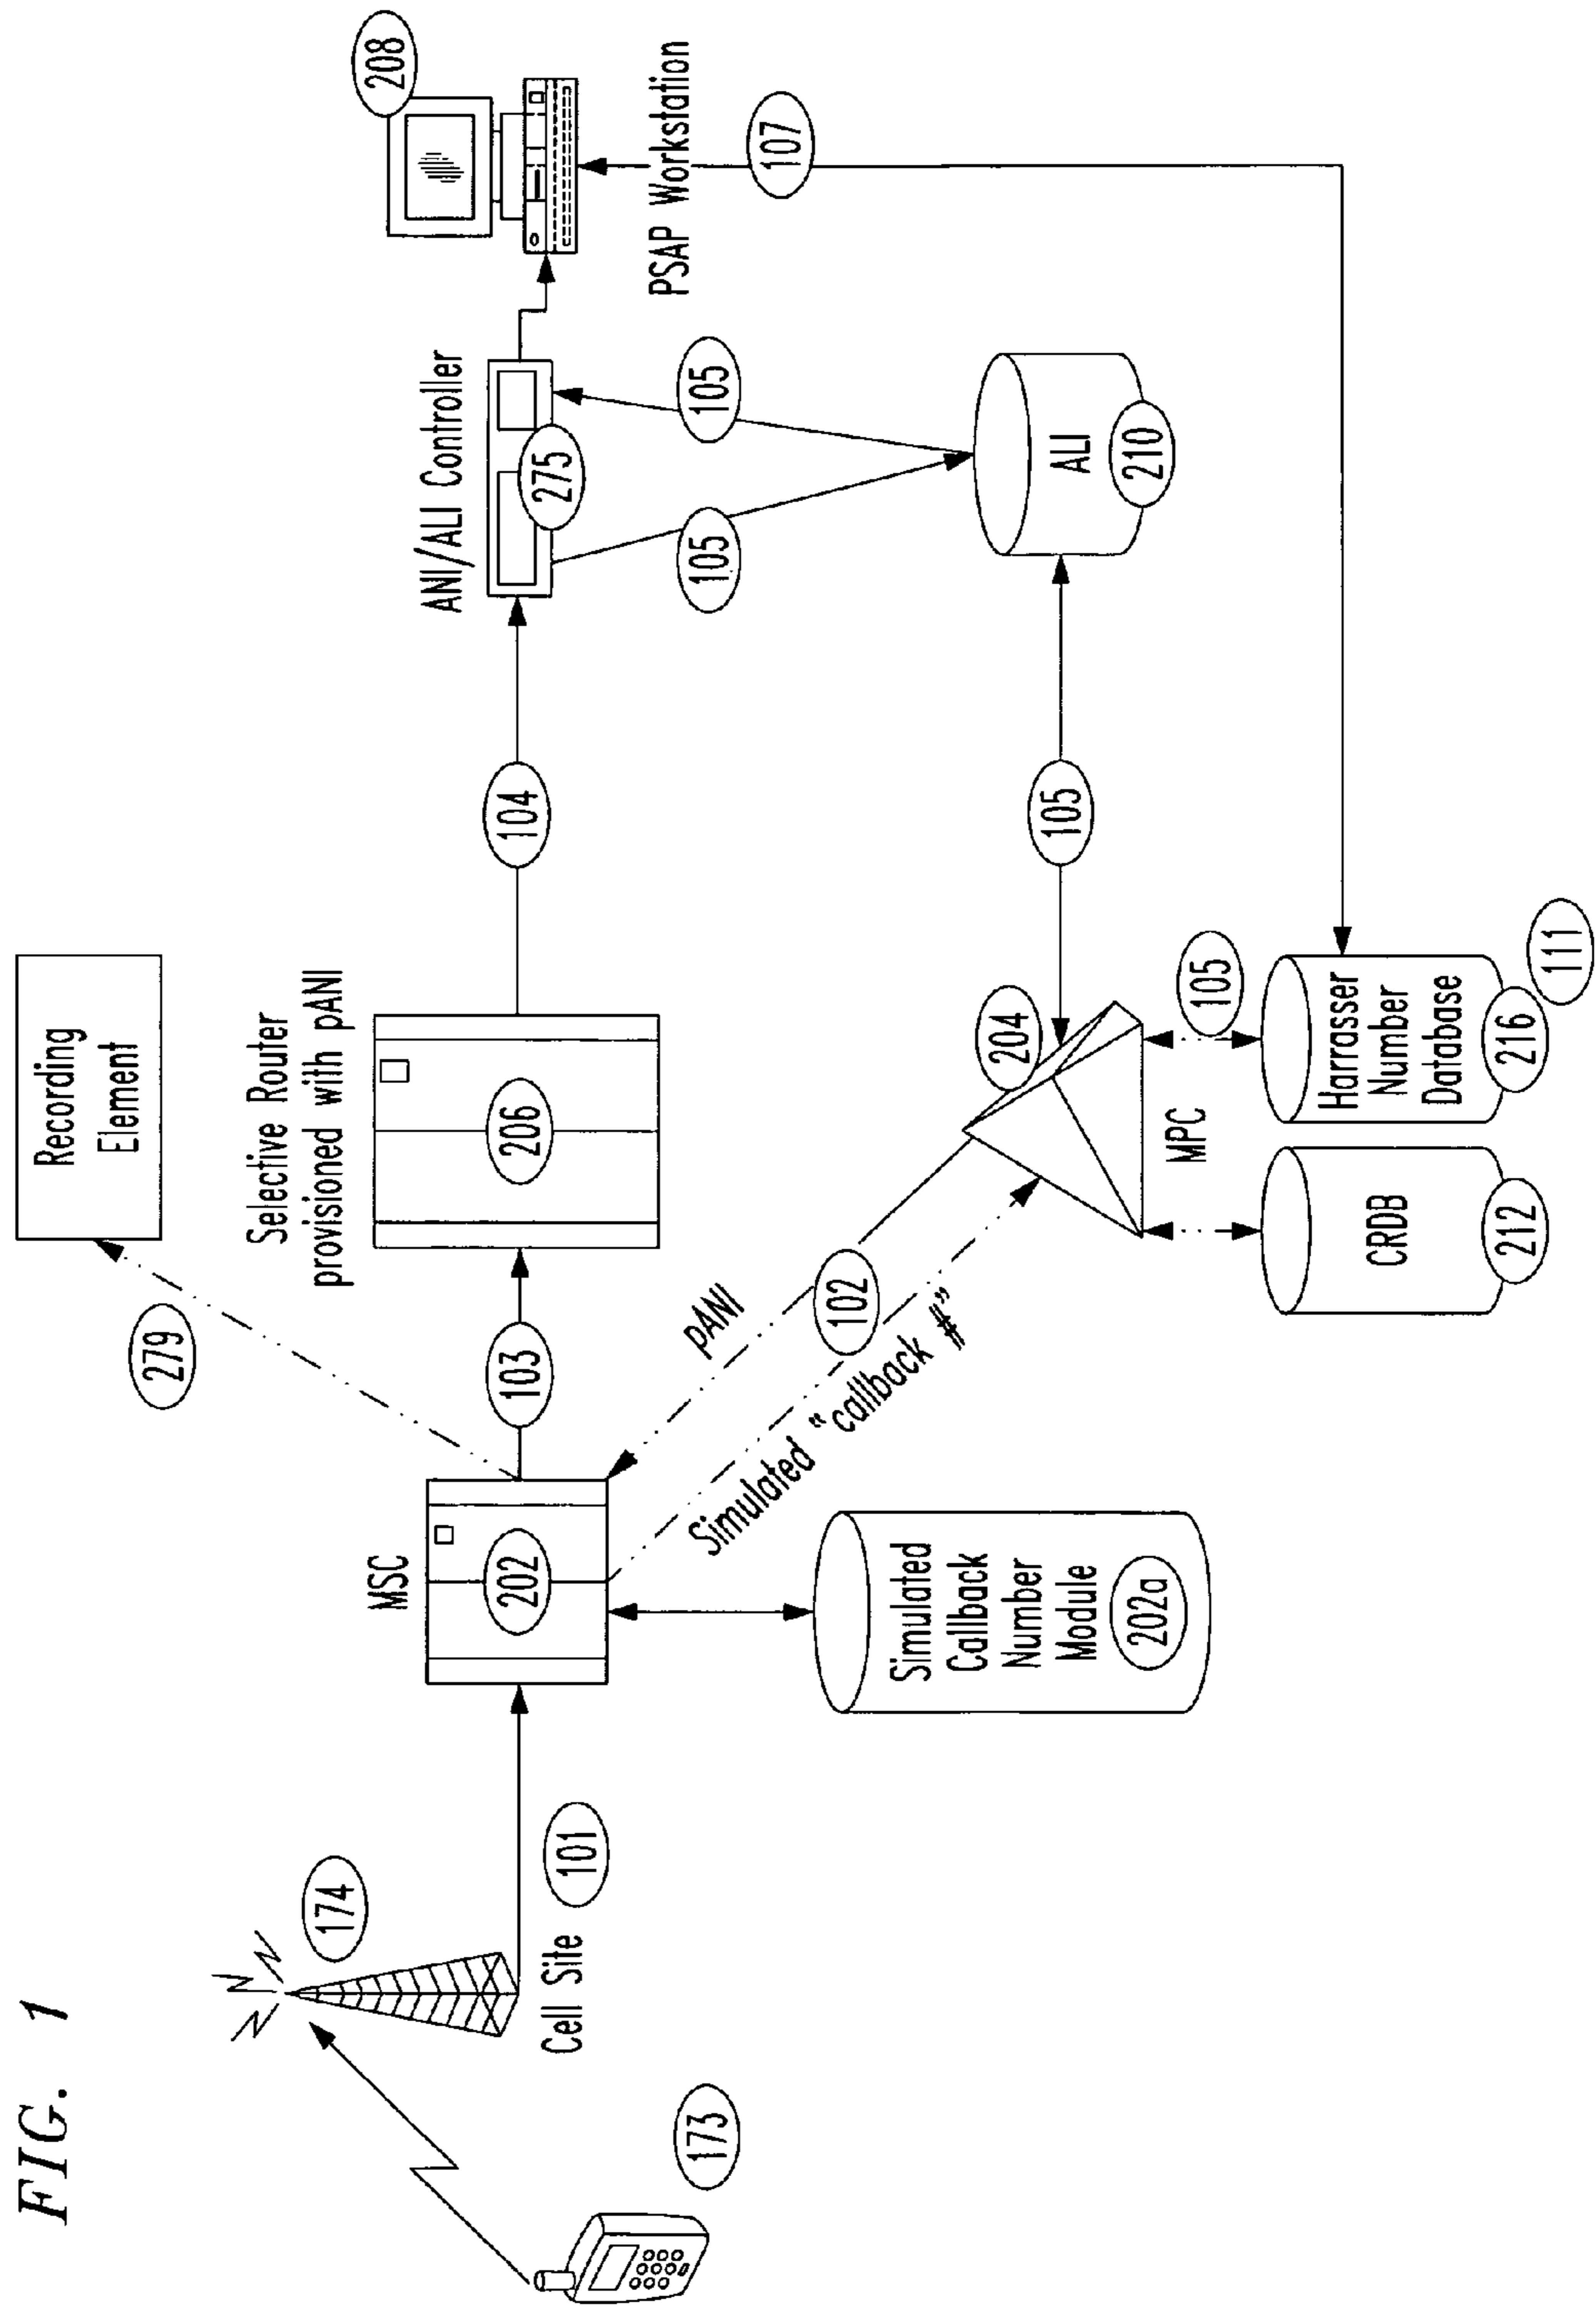 FIG. 1
173
174
Cell Site
101
MSC
202
Simulated
Callback
Number
Module
202a
279
Recording
Element
103
Selective Router
provisioned with pANI
206
pANI
102
Simulated “callback #”
204
MPC
CRDB
212
Harrasser
Number
Database
216
111
105
104
105
ANI/ALI Controller
275
105
105
ALI
210
208
PSAP Workstation
107